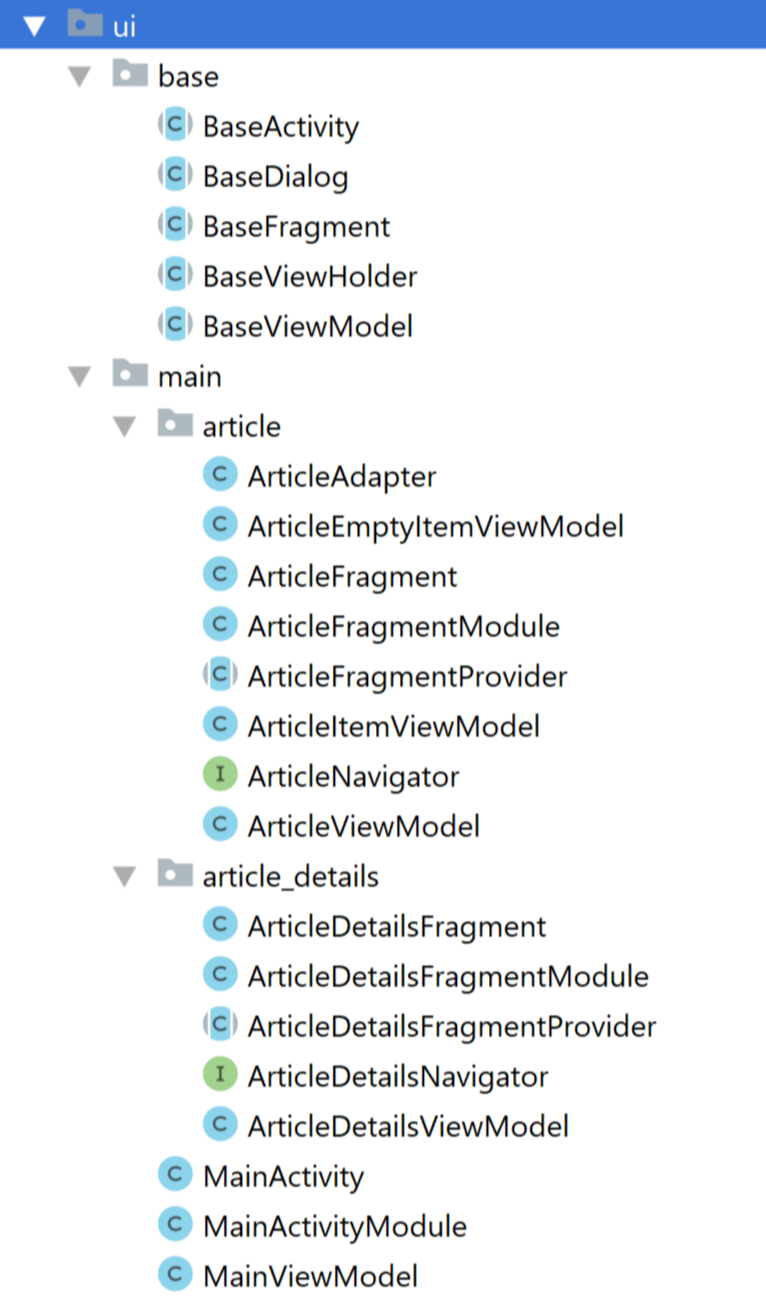 ui
base
C BaseActivity
C BaseDialog
C BaseFragment
C BaseViewHolder
C BaseViewModel
main
article
C ArticleAdapter
C ArticleEmptyItemViewModel
C ArticleFragment
C ArticleFragmentModule
C ArticleFragmentProvider
C ArticleItemViewModel
I ArticleNavigator
C ArticleViewModel
article_details
C ArticleDetailsFragment
C ArticleDetailsFragmentModule
C ArticleDetailsFragmentProvider
I ArticleDetailsNavigator
C ArticleDetailsViewModel
C MainActivity
C MainActivityModule
C MainViewModel